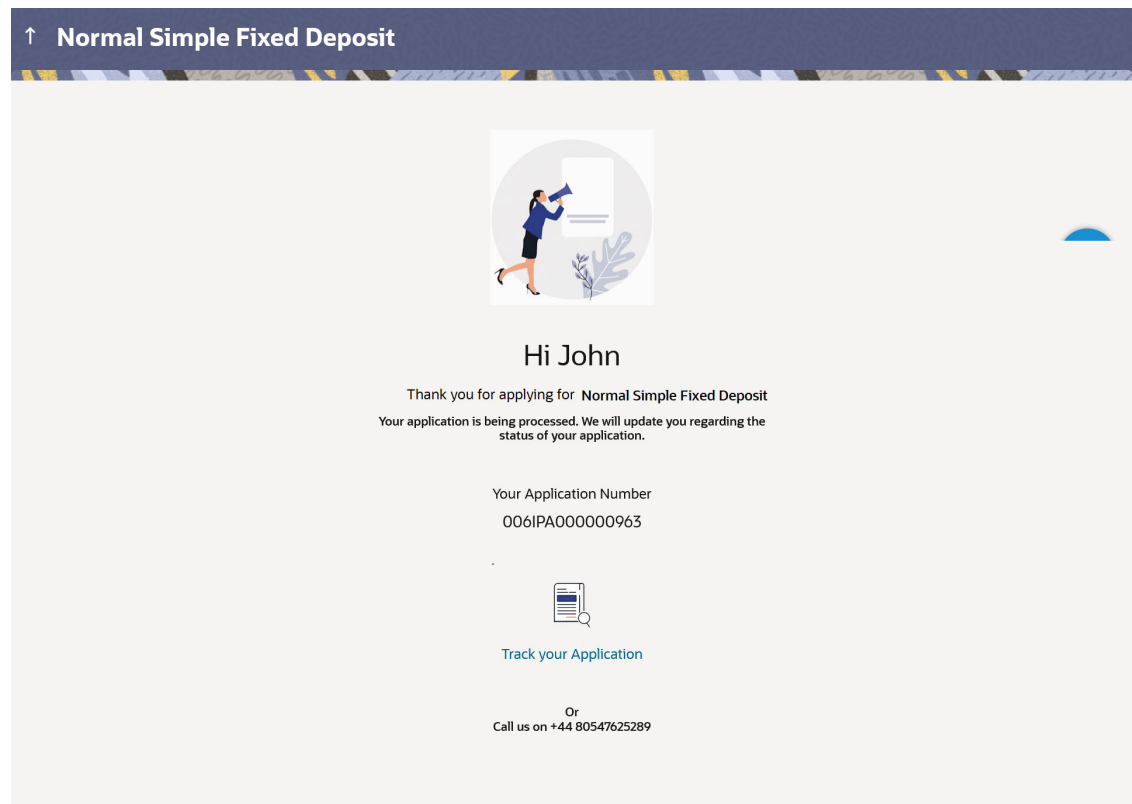 ↑ Normal Simple Fixed Deposit
Hi John
Thank you for applying for Normal Simple Fixed Deposit
Your application is being processed. We will update you regarding the
status of your application.
Your Application Number
006IPA000000963
.
Track your Application
Or
Call us on +44 80547625289